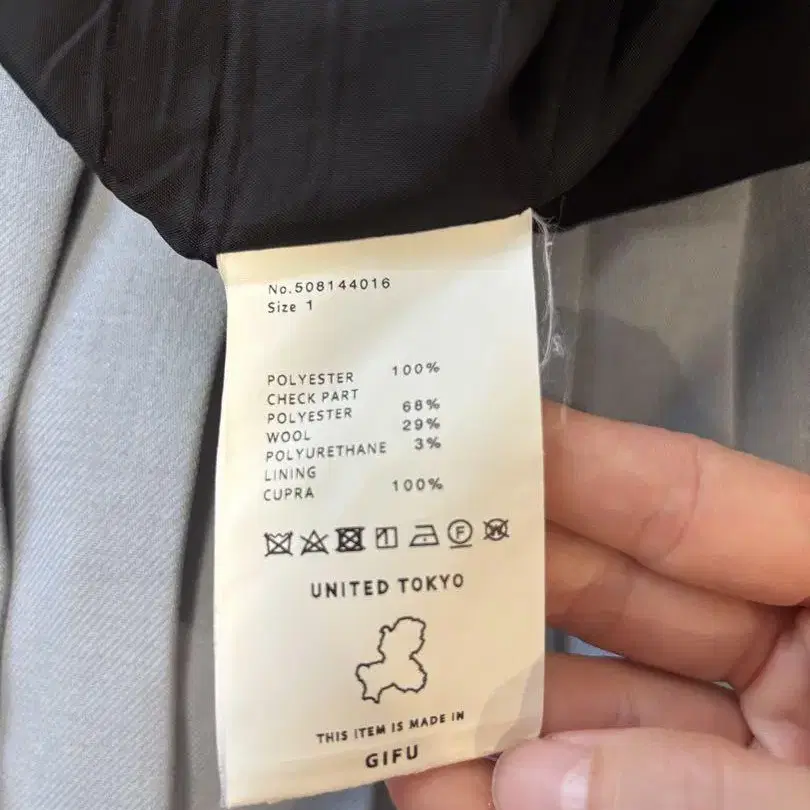 No.508144016
Size 1
POLYESTER 100%
CHECK PART
POLYESTER 68%
WOOL 29%
POLYURETHANE 3%
LINING
CUPRA 100%
F W
UNITED TOKYO
THIS ITEM IS MADE IN
GIFU